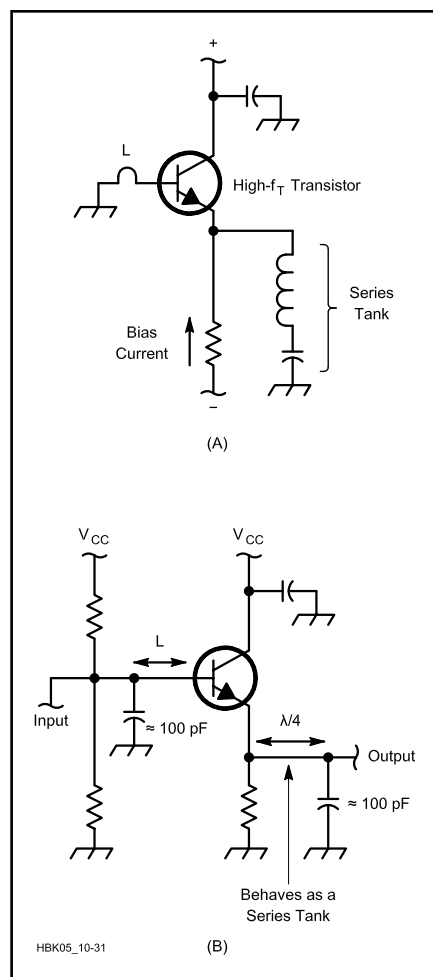 +
L
High-fT Transistor
Series
Tank
Bias
Current
–
(A)
VCC
VCC
L
Input
≈ 100 pF
λ/4
Output
≈ 100 pF
Behaves as a
Series Tank
HBK05_10-31
(B)